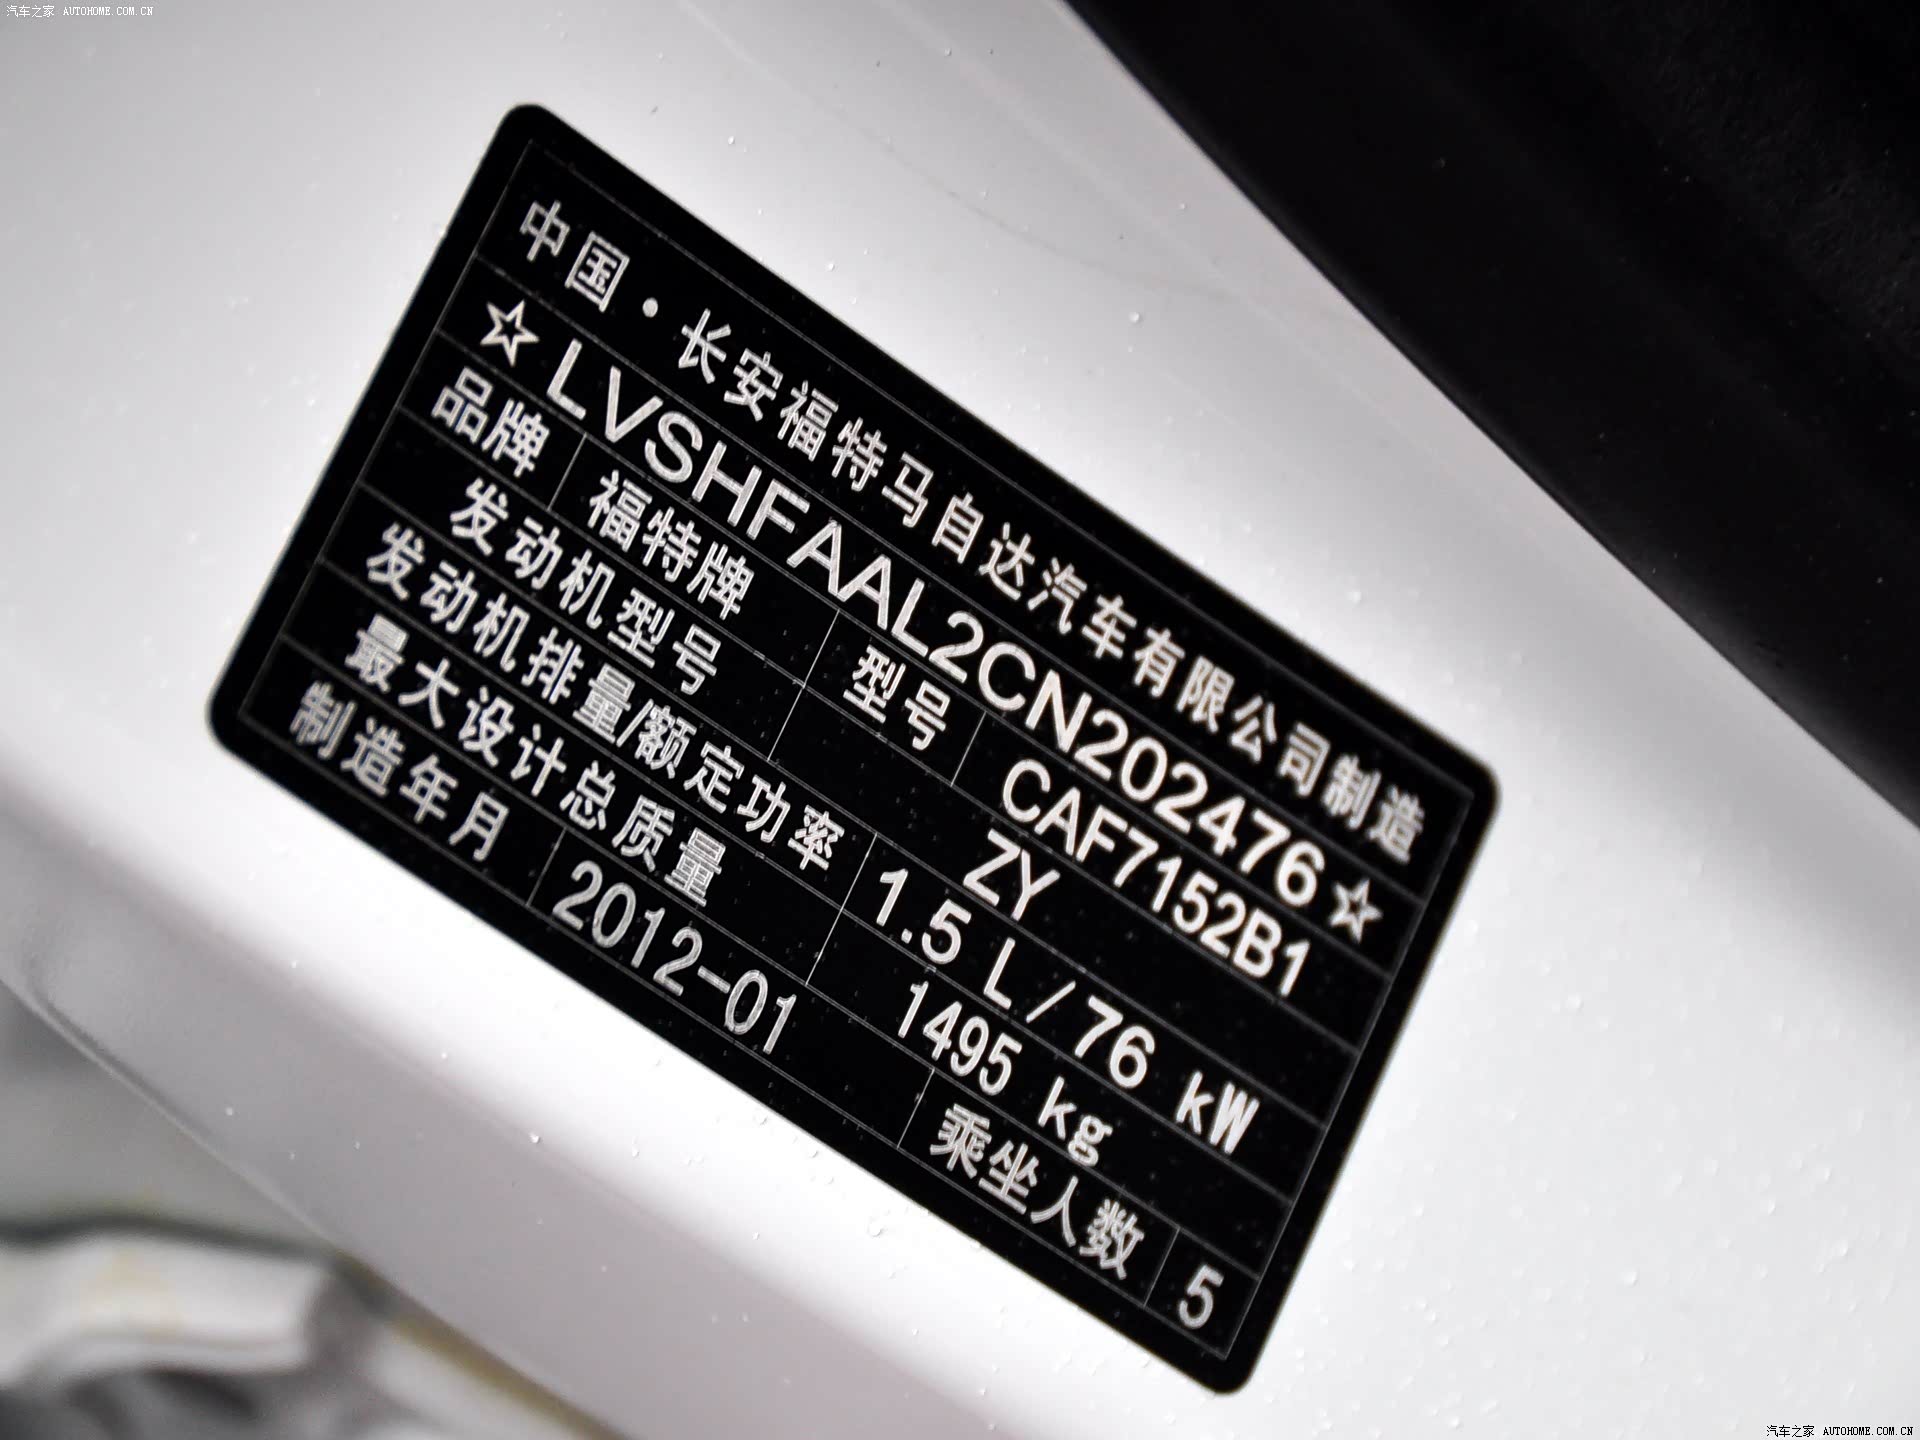 汽车之家 AUTOHOME.COM.CN
中国·长安福特马自达汽车有限公司制造
☆LVSHFAAL2CN202476☆
品牌 福特牌 型号 CAF7152B1
发动机型号 ZY
发动机排量/额定功率 1.5 L/76 kW
最大设计总质量 1495 kg
制造年月 2012-01 乘坐人数 5
汽车之家 AUTOHOME.COM.CN